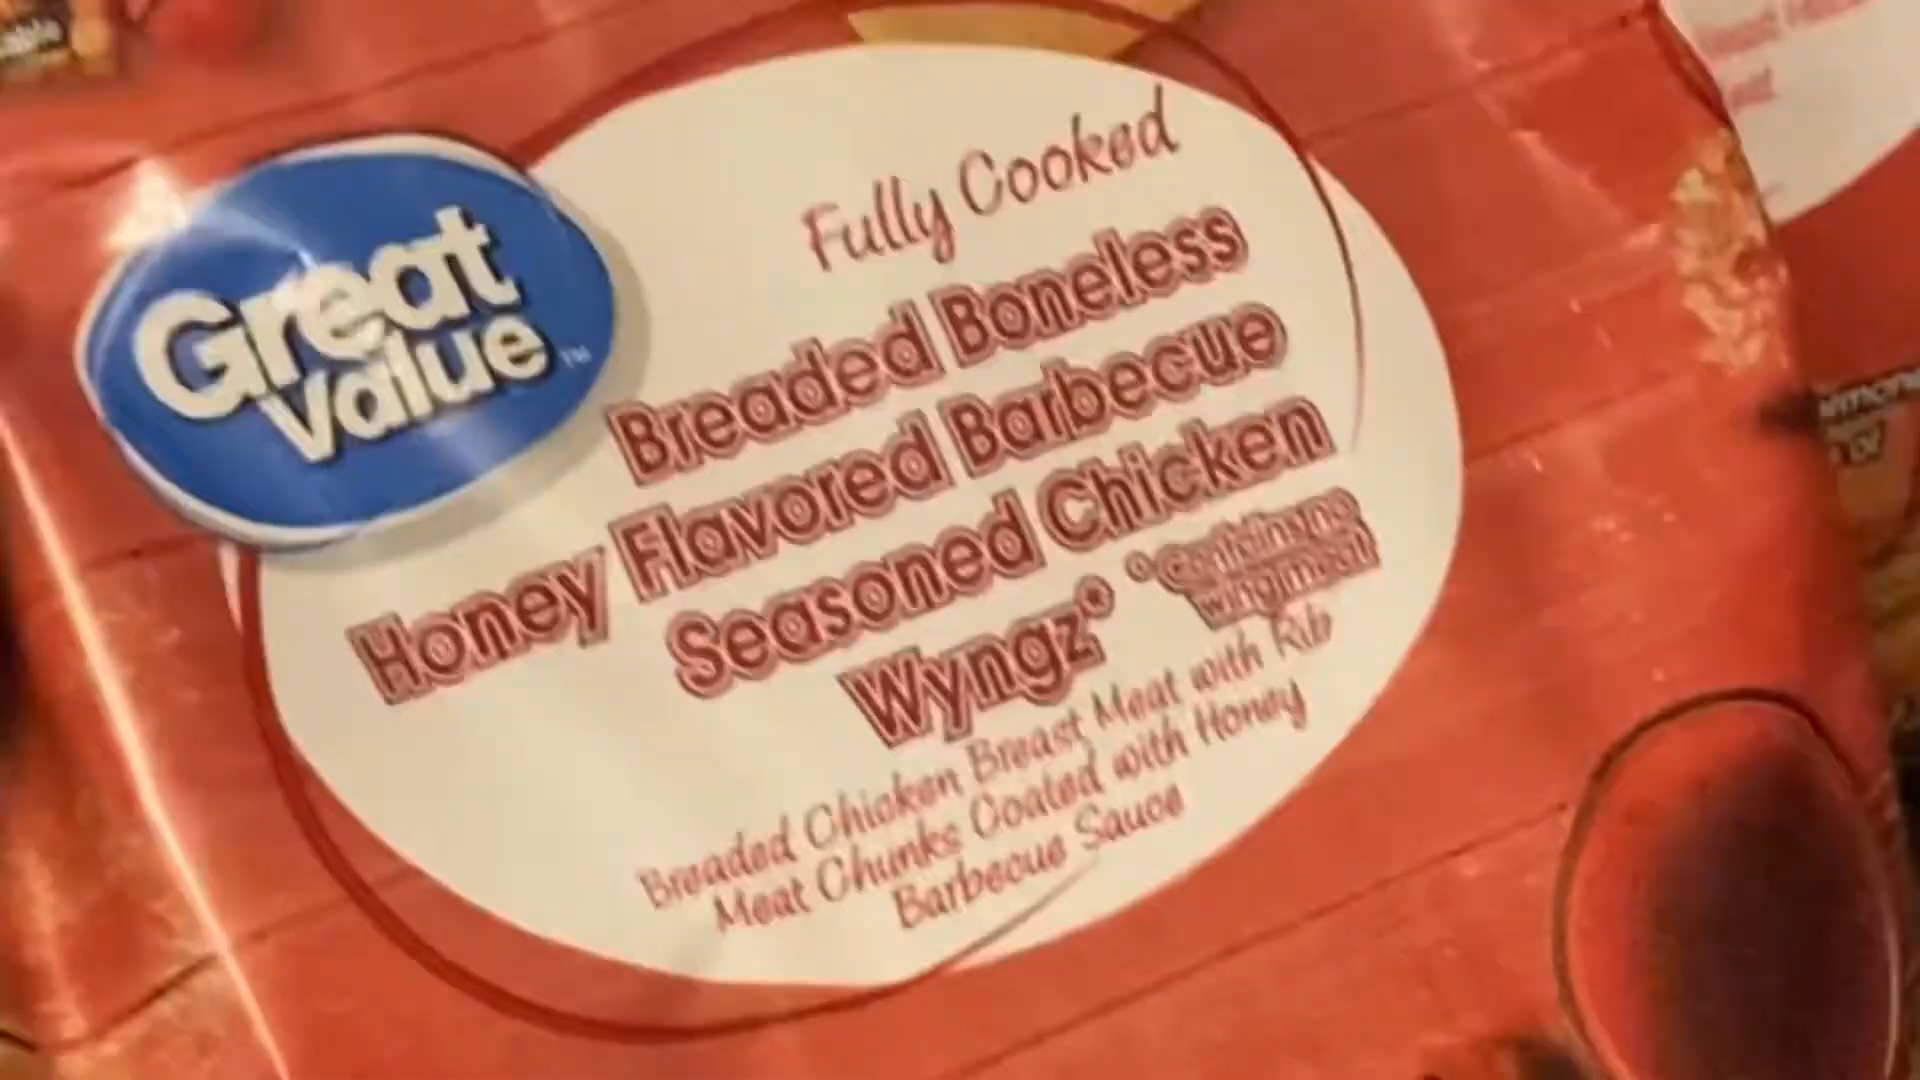 Great
Value™
Fully Cooked
Breaded Boneless
Honey Flavored Barbecue
Seasoned Chicken
Wyngz* *Contains no
wing meat
Breaded Chicken Breast Meat with Rib
Meat Chunks Coated with Honey
Barbecue Sauce